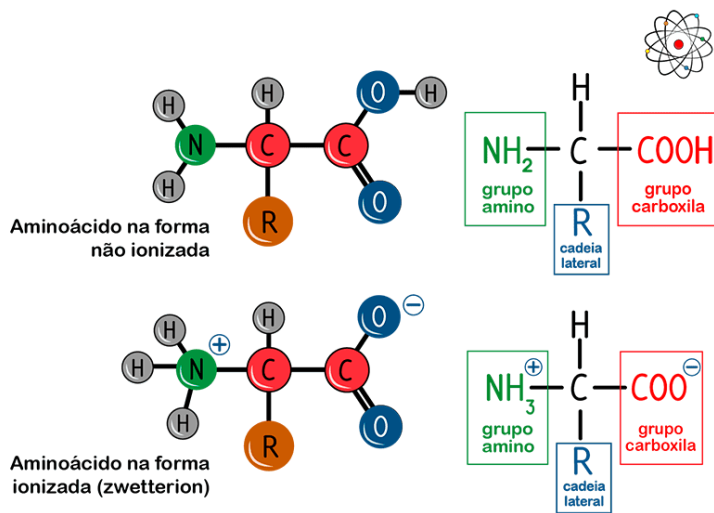 H
H
N
C
C
O
H
H
R
O
Aminoácido na forma
não ionizada
H
NH2
C
COOH
grupo
amino
grupo
carboxila
R
cadeia
lateral
H
H
H
N
+
H
C
C
O
−
R
O
Aminoácido na forma
ionizada (zwetterion)
H
NH3
+
C
COO
−
grupo
amino
grupo
carboxila
R
cadeia
lateral